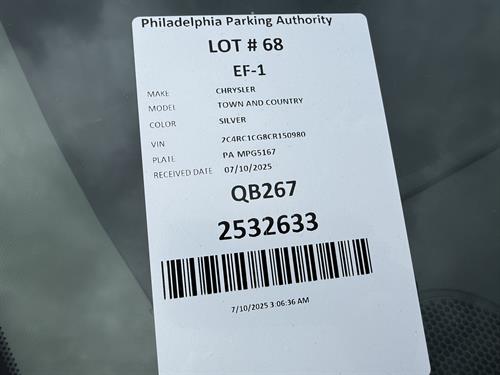 Philadelphia Parking Authority
LOT # 68
EF-1
MAKE CHRYSLER
MODEL TOWN AND COUNTRY
COLOR SILVER
VIN 2C4RC1CG8CR150980
PLATE PA MPG5167
RECEIVED DATE 07/10/2025
QB267
2532633
7/10/2025 3:06:36 AM